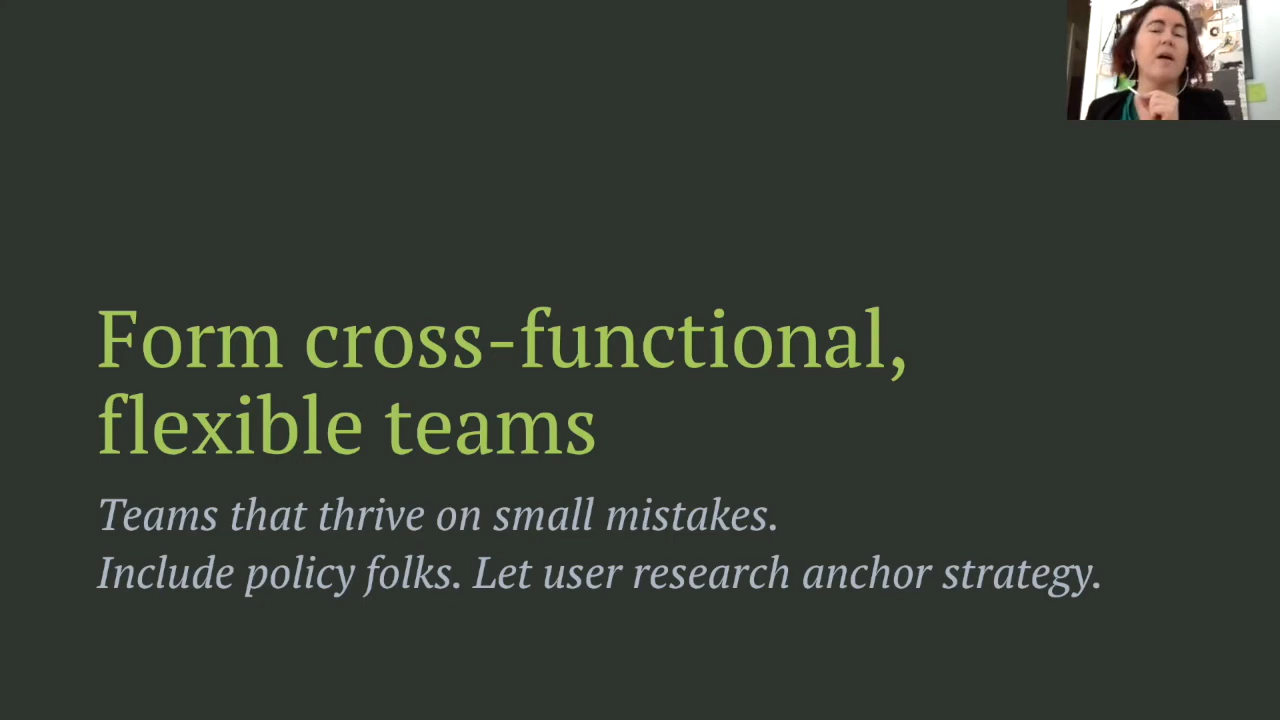 Form cross-functional,
flexible teams
Teams that thrive on small mistakes.
Include policy folks. Let user research anchor strategy.